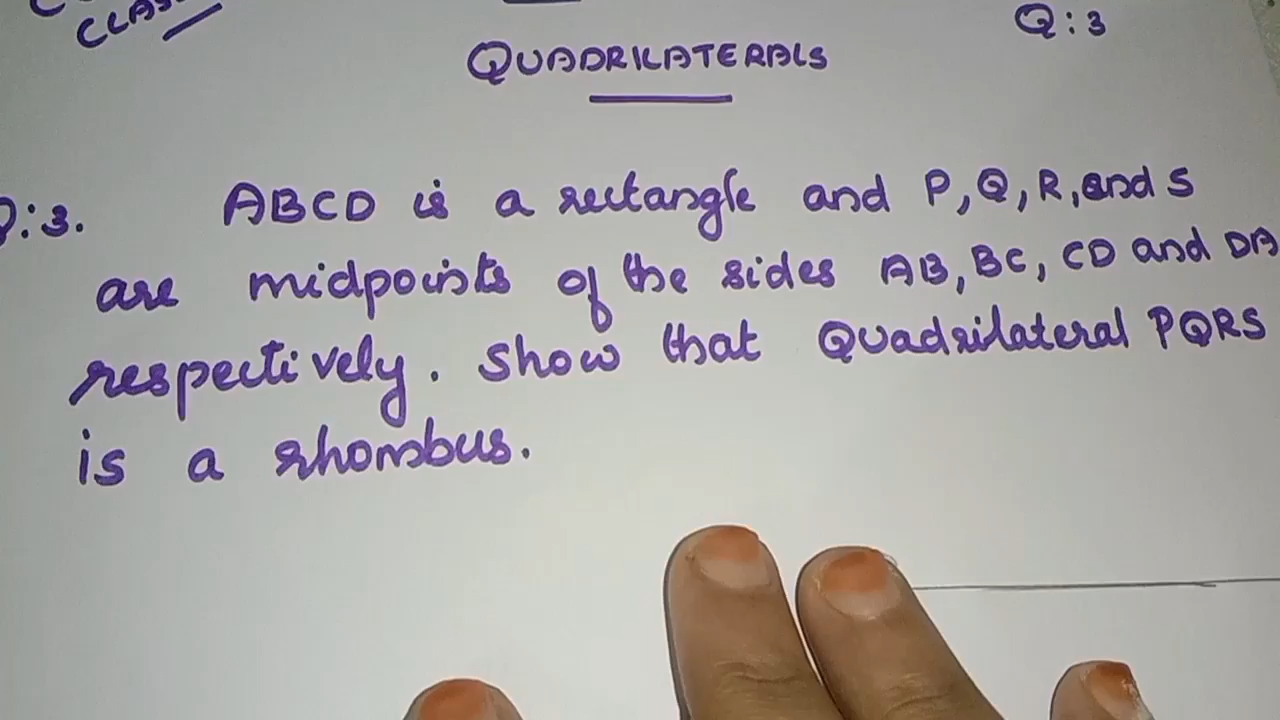 Q:3
QUADRILATERALS
Q:3. ABCD is a rectangle and P, Q, R, and S
are midpoints of the sides AB, BC, CD and DA
respectively. Show that Quadrilateral PQRS
is a rhombus.